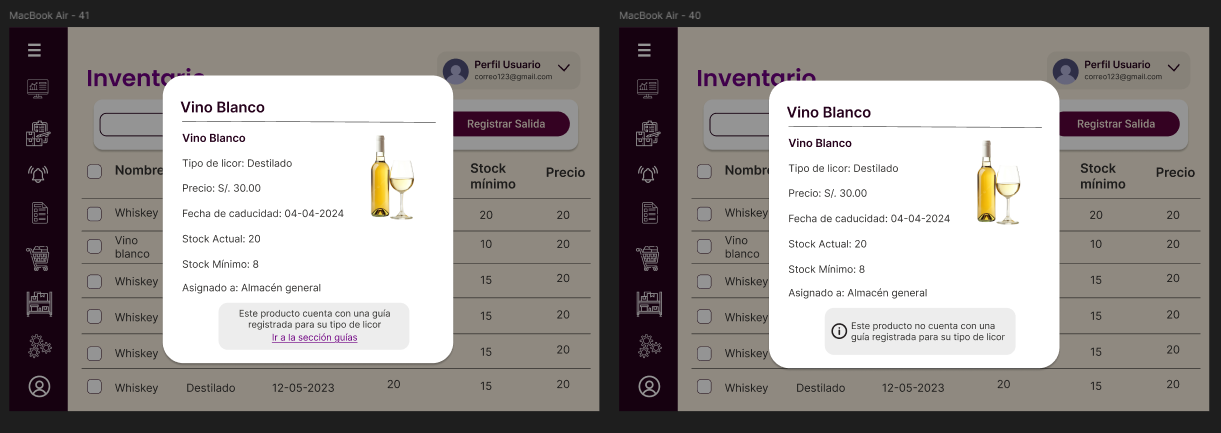 MacBook Air - 41
Inventario
Perfil Usuario
correo123@gmail.com
Registrar Salida
Nombre
Stock
mínimo
Precio
Whiskey
20
20
Vino
blanco
10
20
Whiskey
15
20
Whiskey
15
20
Whiskey
15
20
Whiskey
Destilado
12-05-2023
20
15
20
Vino Blanco
Vino Blanco
Tipo de licor: Destilado
Precio: S/. 30.00
Fecha de caducidad: 04-04-2024
Stock Actual: 20
Stock Mínimo: 8
Asignado a: Almacén general
Este producto cuenta con una guía
registrada para su tipo de licor
Ir a la sección guías
MacBook Air - 40
Inventario
Perfil Usuario
correo123@gmail.com
Registrar Salida
Nombre
Stock
mínimo
Precio
Whiskey
20
20
Vino
blanco
10
20
Whiskey
15
20
Whiskey
15
20
Whiskey
15
20
Whiskey
Destilado
12-05-2023
20
15
20
Vino Blanco
Vino Blanco
Tipo de licor: Destilado
Precio: S/. 30.00
Fecha de caducidad: 04-04-2024
Stock Actual: 20
Stock Mínimo: 8
Asignado a: Almacén general
Este producto no cuenta con una
guía registrada para su tipo de licor